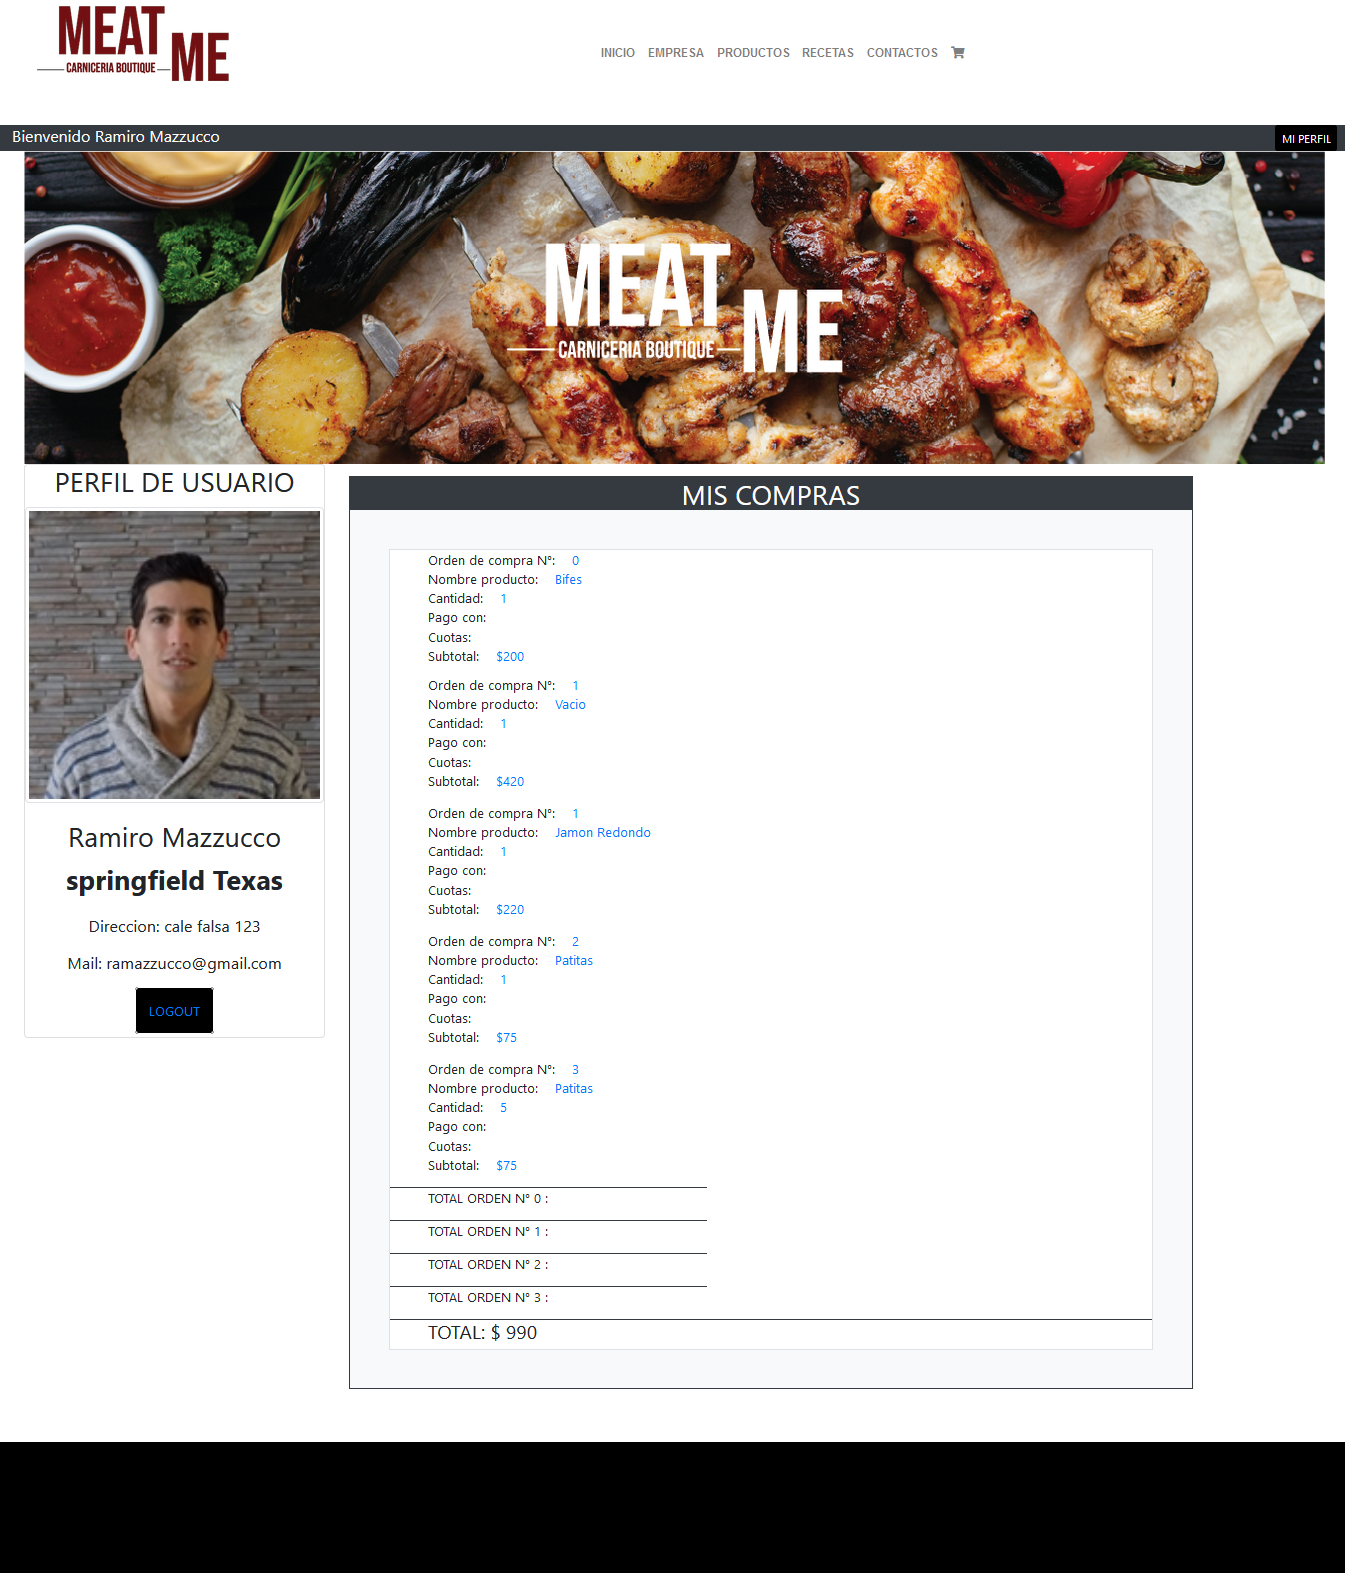 MEAT ME
CARNICERIA BOUTIQUE
INICIO EMPRESA PRODUCTOS RECETAS CONTACTOS
Bienvenido Ramiro Mazzucco
MI PERFIL
MEAT ME
CARNICERIA BOUTIQUE
PERFIL DE USUARIO
Ramiro Mazzucco
springfield Texas
Direccion: cale falsa 123
Mail: ramazzucco@gmail.com
LOGOUT
MIS COMPRAS
Orden de compra N°: 0
Nombre producto: Bifes
Cantidad: 1
Pago con:
Cuotas:
Subtotal: $200
Orden de compra N°: 1
Nombre producto: Vacio
Cantidad: 1
Pago con:
Cuotas:
Subtotal: $420
Orden de compra N°: 1
Nombre producto: Jamon Redondo
Cantidad: 1
Pago con:
Cuotas:
Subtotal: $220
Orden de compra N°: 2
Nombre producto: Patitas
Cantidad: 1
Pago con:
Cuotas:
Subtotal: $75
Orden de compra N°: 3
Nombre producto: Patitas
Cantidad: 5
Pago con:
Cuotas:
Subtotal: $75
TOTAL ORDEN N° 0 :
TOTAL ORDEN N° 1 :
TOTAL ORDEN N° 2 :
TOTAL ORDEN N° 3 :
TOTAL: $ 990